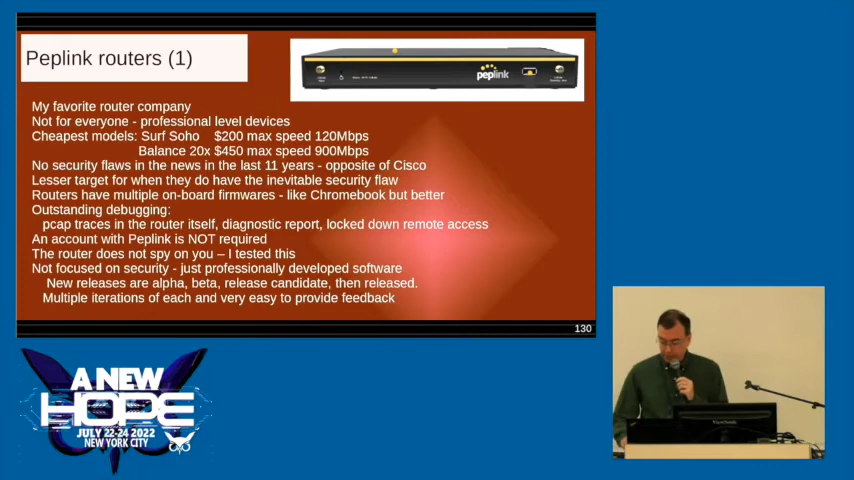 Peplink routers (1)
peplink
My favorite router company
Not for everyone - professional level devices
Cheapest models: Surf Soho $200 max speed 120Mbps
Balance 20x $450 max speed 900Mbps
No security flaws in the news in the last 11 years - opposite of Cisco
Lesser target for when they do have the inevitable security flaw
Routers have multiple on-board firmwares - like Chromebook but better
Outstanding debugging:
pcap traces in the router itself, diagnostic report, locked down remote access
An account with Peplink is NOT required
The router does not spy on you – I tested this
Not focused on security - just professionally developed software
New releases are alpha, beta, release candidate, then released.
Multiple iterations of each and very easy to provide feedback
130
A NEW
HOPE
JULY 22-24 2022
NEW YORK CITY
ViewSonic